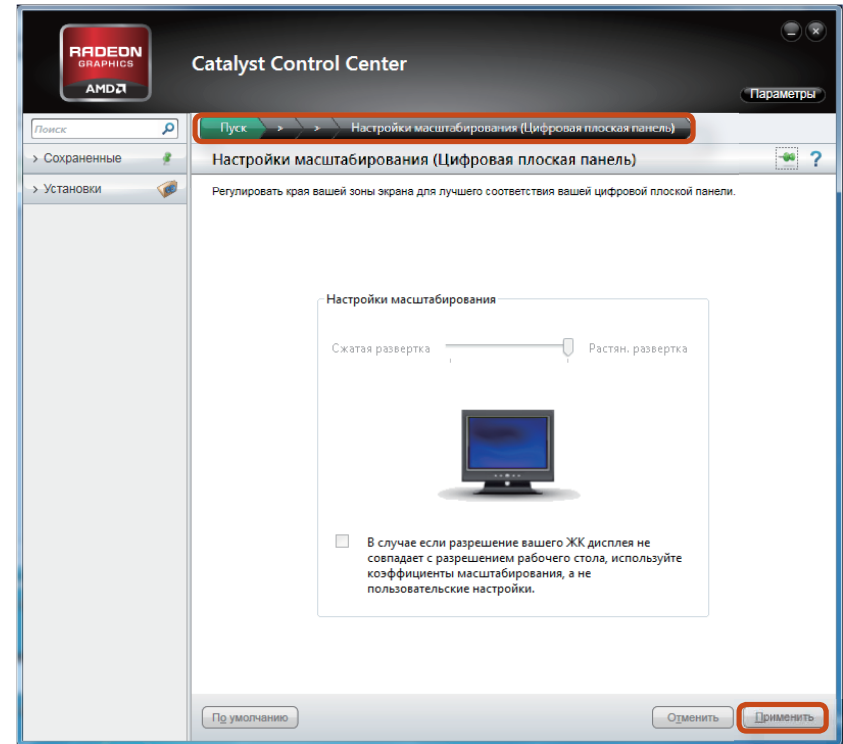 RADEON
GRAPHICS
AMD
Catalyst Control Center
Параметры
Поиск
Пуск > > Настройки масштабирования (Цифровая плоская панель)
> Сохраненные
Настройки масштабирования (Цифровая плоская панель)
?
> Установки
Регулировать края вашей зоны экрана для лучшего соответствия вашей цифровой плоской панели.
Настройки масштабирования
Сжатая развертка
Растян. развертка
В случае если разрешение вашего ЖК дисплея не
совпадает с разрешением рабочего стола, используйте
коэффициенты масштабирования, а не
пользовательские настройки.
По умолчанию
Отменить
Применить